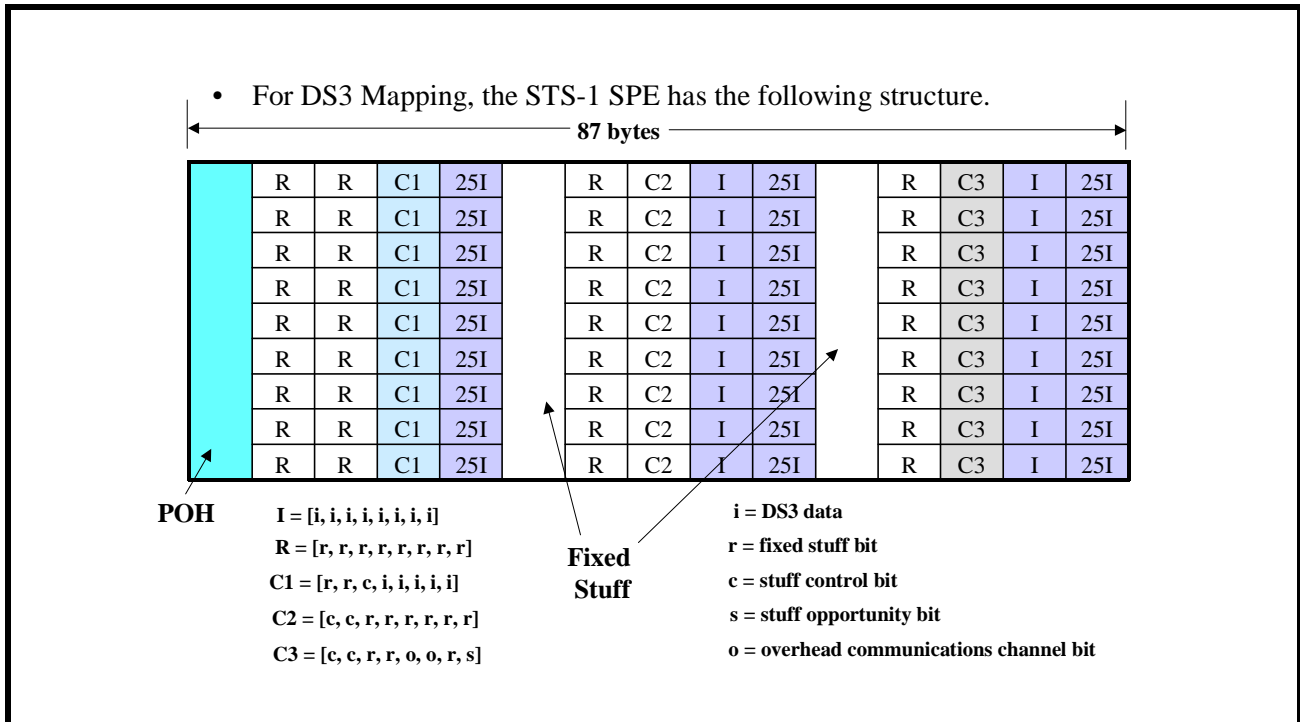 • For DS3 Mapping, the STS-1 SPE has the following structure.
87 bytes
R R C1 25I R C2 I 25I R C3 I 25I
R R C1 25I R C2 I 25I R C3 I 25I
R R C1 25I R C2 I 25I R C3 I 25I
R R C1 25I R C2 I 25I R C3 I 25I
R R C1 25I R C2 I 25I R C3 I 25I
R R C1 25I R C2 I 25I R C3 I 25I
R R C1 25I R C2 I 25I R C3 I 25I
R R C1 25I R C2 I 25I R C3 I 25I
R R C1 25I R C2 I 25I R C3 I 25I
POH
I = [i, i, i, i, i, i, i, i]
R = [r, r, r, r, r, r, r, r]
C1 = [r, r, c, i, i, i, i, i]
C2 = [c, c, r, r, r, r, r, r]
C3 = [c, c, r, r, o, o, r, s]
Fixed
Stuff
i = DS3 data
r = fixed stuff bit
c = stuff control bit
s = stuff opportunity bit
o = overhead communications channel bit